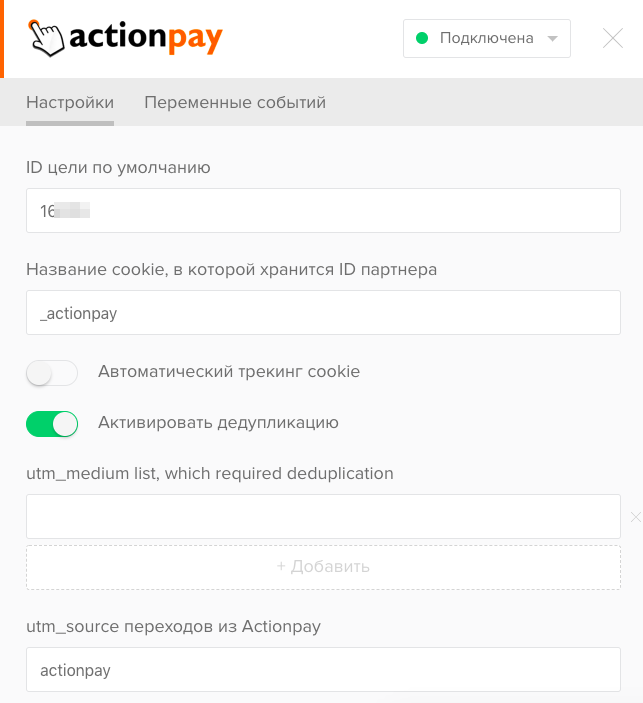 actionpay
Подключена
Настройки
Переменные событий
ID цели по умолчанию
16
Название cookie, в которой хранится ID партнера
_actionpay
Автоматический трекинг cookie
Активировать дедупликацию
utm_medium list, which required deduplication
+ Добавить
utm_source переходов из Actionpay
actionpay